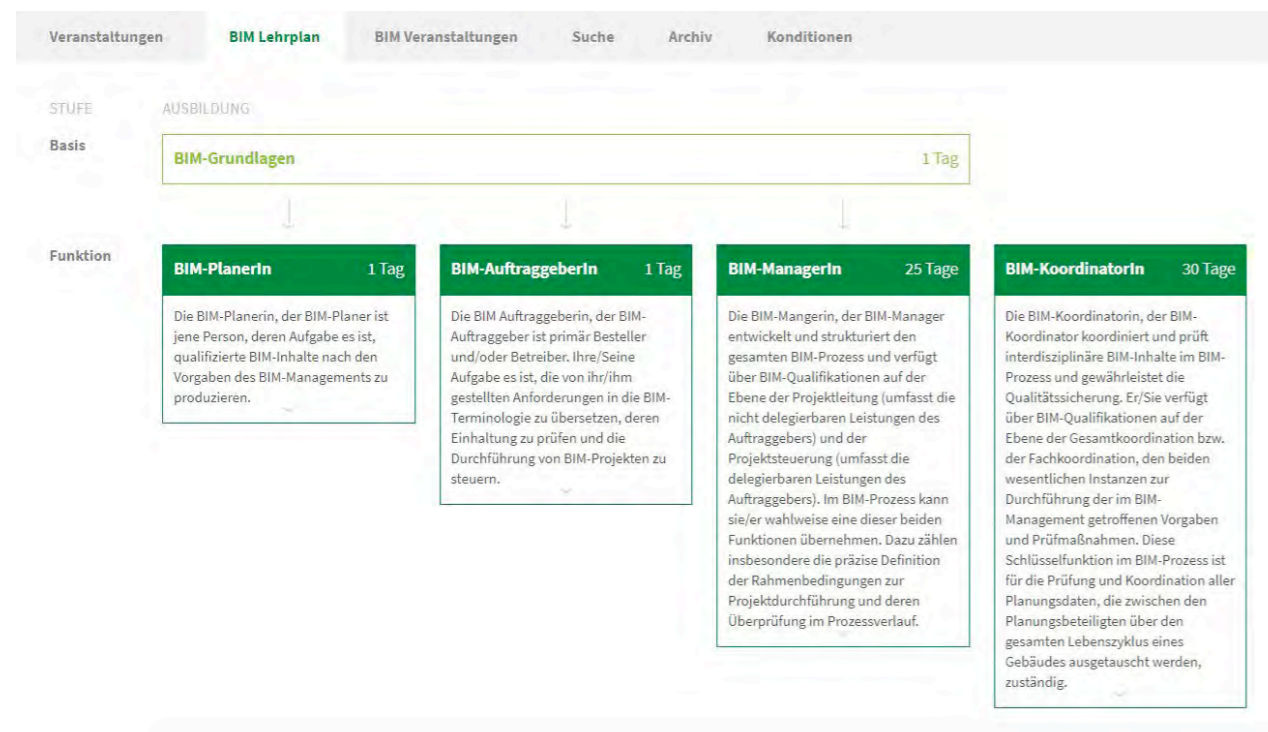 Veranstaltungen BIM Lehrplan BIM Veranstaltungen Suche Archiv Konditionen
STUFE AUSBILDUNG
Basis
BIM-Grundlagen 1 Tag
Funktion
BIM-PlanerIn 1 Tag
Die BIM-Planerin, der BIM-Planer ist
jene Person, deren Aufgabe es ist,
qualifizierte BIM-Inhalte nach den
Vorgaben des BIM-Managements zu
produzieren.
BIM-AuftraggeberIn 1 Tag
Die BIM Auftraggeberin, der BIM-
Auftraggeber ist primär Besteller
und/oder Betreiber. Ihre/Seine
Aufgabe es ist, die von ihr/ihm
gestellten Anforderungen in die BIM-
Terminologie zu übersetzen, deren
Einhaltung zu prüfen und die
Durchführung von BIM-Projekten zu
steuern.
BIM-ManagerIn 25 Tage
Die BIM-Mangerin, der BIM-Manager
entwickelt und strukturiert den
gesamten BIM-Prozess und verfügt
über BIM-Qualifikationen auf der
Ebene der Projektleitung (umfasst die
nicht delegierbaren Leistungen des
Auftraggebers) und der
Projektsteuerung (umfasst die
delegierbaren Leistungen des
Auftraggebers). Im BIM-Prozess kann
sie/er wahlweise eine dieser beiden
Funktionen übernehmen. Dazu zählen
insbesondere die präzise Definition
der Rahmenbedingungen zur
Projektdurchführung und deren
Überprüfung im Prozessverlauf.
BIM-KoordinatorIn 30 Tage
Die BIM-Koordinatorin, der BIM-
Koordinator koordiniert und prüft
interdisziplinäre BIM-Inhalte im BIM-
Prozess und gewährleistet die
Qualitätssicherung. Er/Sie verfügt
über BIM-Qualifikationen auf der
Ebene der Gesamtkoordination bzw.
der Fachkoordination, den beiden
wesentlichen Instanzen zur
Durchführung der im BIM-
Management getroffenen Vorgaben
und Prüfmaßnahmen. Diese
Schlüsselfunktion im BIM-Prozess ist
für die Prüfung und Koordination aller
Planungsdaten, die zwischen den
Planungsbeteiligten über den
gesamten Lebenszyklus eines
Gebäudes ausgetauscht werden,
zuständig.